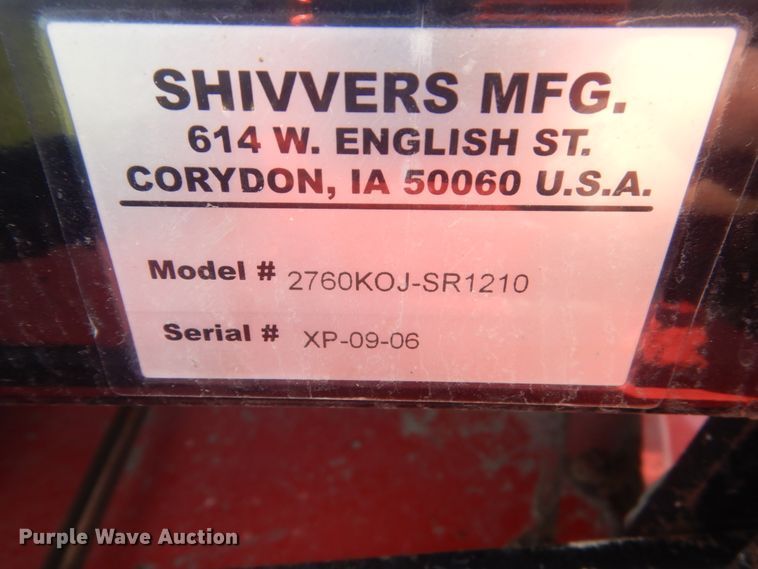 SHIVVERS MFG.
614 W. ENGLISH ST.
CORYDON, IA 50060 U.S.A.
Model # 2760KOJ-SR1210
Serial # XP-09-06
Purple Wave Auction